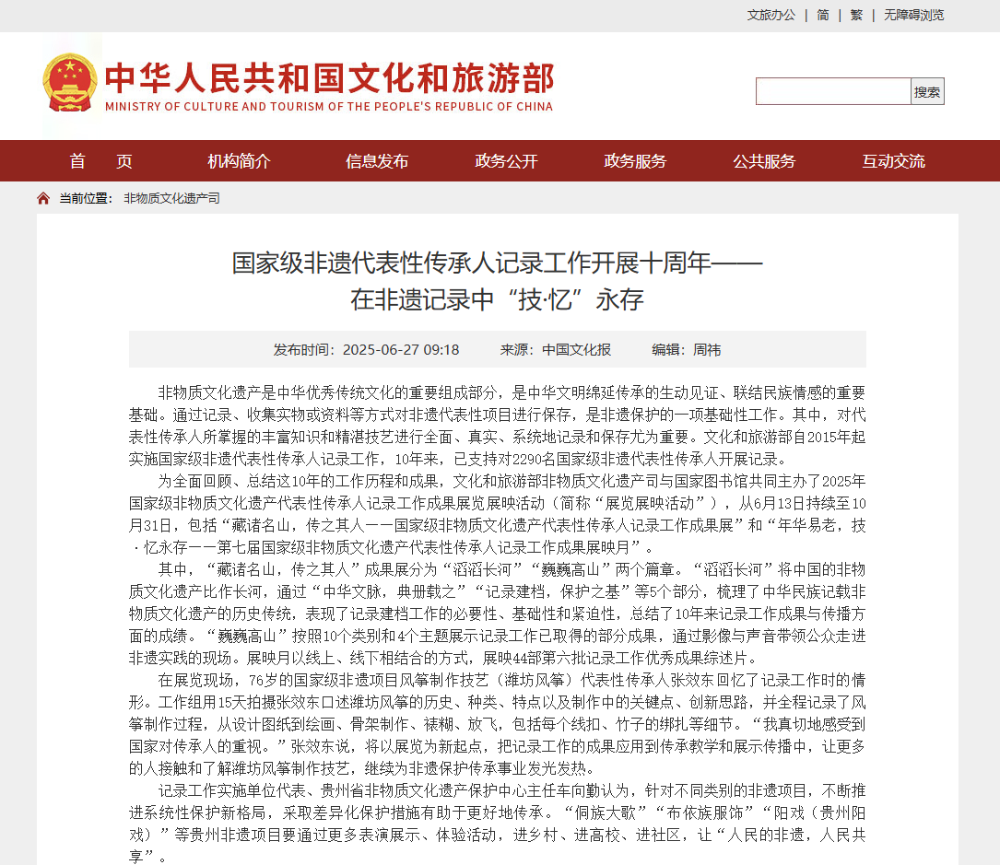 文旅办公 | 简 | 繁 | 无障碍浏览
中华人民共和国文化和旅游部
MINISTRY OF CULTURE AND TOURISM OF THE PEOPLE'S REPUBLIC OF CHINA
搜索
首 页 机构简介 信息发布 政务公开 政务服务 公共服务 互动交流
当前位置： 非物质文化遗产司
国家级非遗代表性传承人记录工作开展十周年——
在非遗记录中“技·忆”永存
发布时间：2025-06-27 09:18 来源：中国文化报 编辑：周祎
非物质文化遗产是中华优秀传统文化的重要组成部分，是中华文明绵延传承的生动见证、联结民族情感的重要
基础。通过记录、收集实物或资料等方式对非遗代表性项目进行保存，是非遗保护的一项基础性工作。其中，对代
表性传承人所掌握的丰富知识和精湛技艺进行全面、真实、系统地记录和保存尤为重要。文化和旅游部自2015年起
实施国家级非遗代表性传承人记录工作，10年来，已支持对2290名国家级非遗代表性传承人开展记录。
为全面回顾、总结这10年的工作历程和成果，文化和旅游部非物质文化遗产司与国家图书馆共同主办了2025年
国家级非物质文化遗产代表性传承人记录工作成果展览展映活动（简称“展览展映活动”），从6月13日持续至10
月31日，包括“藏诸名山，传之其人——国家级非物质文化遗产代表性传承人记录工作成果展”和“年华易老，技
·忆永存——第七届国家级非物质文化遗产代表性传承人记录工作成果展映月”。
其中，“藏诸名山，传之其人”成果展分为“滔滔长河”“巍巍高山”两个篇章。“滔滔长河”将中国的非物
质文化遗产比作长河，通过“中华文脉，典册载之”“记录建档，保护之基”等5个部分，梳理了中华民族记载非
物质文化遗产的历史传统，表现了记录建档工作的必要性、基础性和紧迫性，总结了10年来记录工作成果与传播方
面的成绩。“巍巍高山”按照10个类别和4个主题展示记录工作已取得的部分成果，通过影像与声音带领公众走进
非遗实践的现场。展映月以线上、线下相结合的方式，展映44部第六批记录工作优秀成果综述片。
在展览现场，76岁的国家级非遗项目风筝制作技艺（潍坊风筝）代表性传承人张效东回忆了记录工作时的情
形。工作组用15天拍摄张效东口述潍坊风筝的历史、种类、特点以及制作中的关键点、创新思路，并全程记录了风
筝制作过程，从设计图纸到绘画、骨架制作、裱糊、放飞，包括每个线扣、竹子的绑扎等细节。“我真切地感受到
国家对传承人的重视。”张效东说，将以展览为新起点，把记录工作的成果应用到传承教学和展示传播中，让更多
的人接触和了解潍坊风筝制作技艺，继续为非遗保护传承事业发光发热。
记录工作实施单位代表、贵州省非物质文化遗产保护中心主任车向勤认为，针对不同类别的非遗项目，不断推
进系统性保护新格局，采取差异化保护措施有助于更好地传承。“侗族大歌”“布依族服饰”“阳戏（贵州阳
戏）”等贵州非遗项目要通过更多表演展示、体验活动，进乡村、进高校、进社区，让“人民的非遗，人民共
享”。